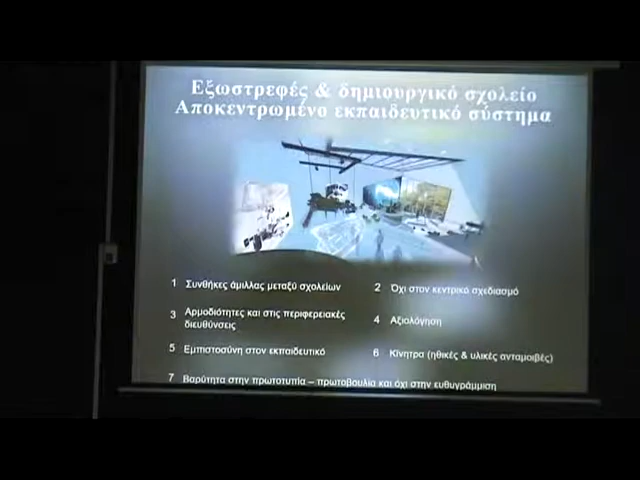 Εξωστρεφές & δημιουργικό σχολείο
Αποκεντρωμένο εκπαιδευτικό σύστημα
1 Συνθήκες άμιλλας μεταξύ σχολείων
2 Όχι στον κεντρικό σχεδιασμό
3 Αρμοδιότητες και στις περιφερειακές
διευθύνσεις
4 Αξιολόγηση
5 Εμπιστοσύνη στον εκπαιδευτικό
6 Κίνητρα (ηθικές & υλικές ανταμοιβές)
7 Βαρύτητα στην πρωτοτυπία – πρωτοβουλία και όχι στην ευθυγράμμιση